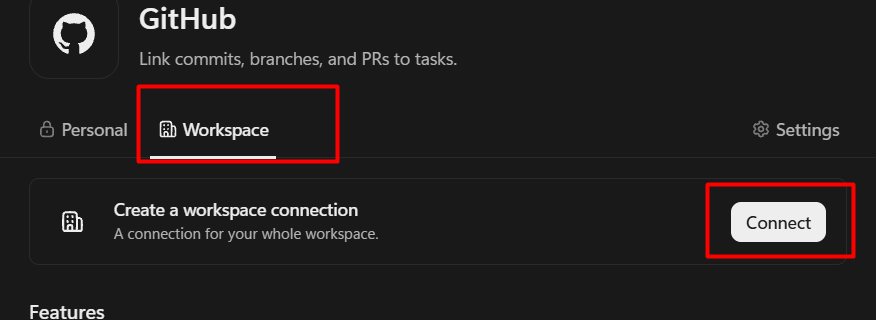 GitHub
Link commits, branches, and PRs to tasks.
Personal
Workspace
Settings
Create a workspace connection
A connection for your whole workspace.
Connect
Features